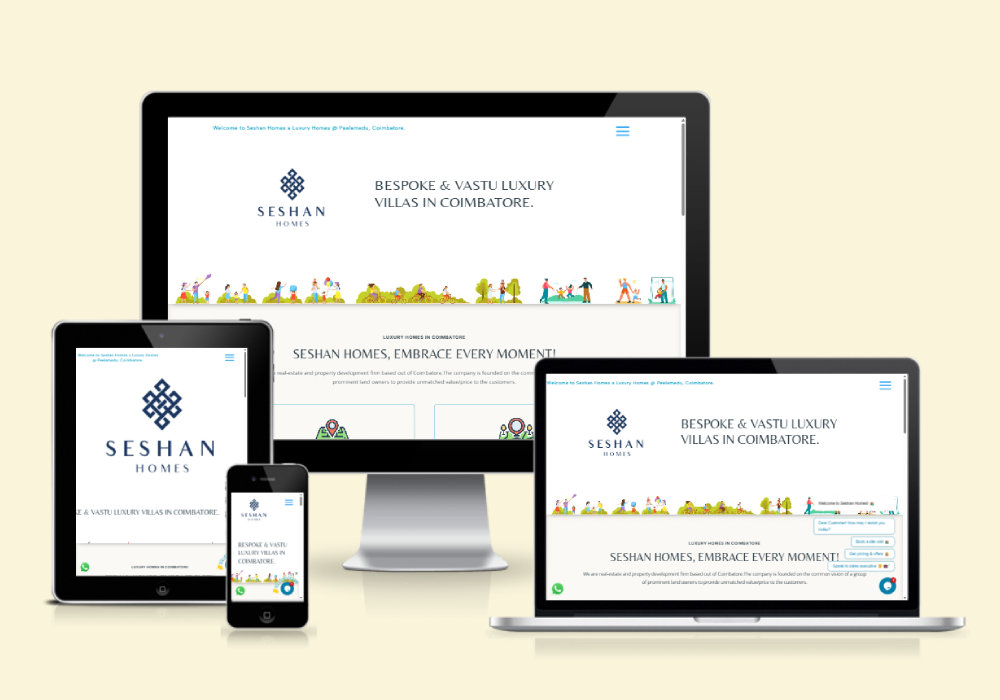 Welcome to Seshan Homes a Luxury Homes @ Peelamedu, Coimbatore.
SESHAN
HOMES
BESPOKE & VASTU LUXURY
VILLAS IN COIMBATORE.
LUXURY HOMES IN COIMBATORE
SESHAN HOMES, EMBRACE EVERY MOMENT!
real-estate and property development firm based out of Coimbatore.The company is founded on the com
prominent land owners to provide unmatched value/price to the customers.
Welcome to Seshan Homes a Luxury Homes
@ Peelamedu, Coimbatore.
SESHAN
HOMES
& VASTU LUXURY VILLAS IN COIMBATORE.
LUXURY HOMES IN COIMBATORE
SESHAN
HOMES
BESPOKE & VASTU
LUXURY VILLAS IN
COIMBATORE.
Welcome to Seshan Homes a Luxury Homes @ Peelamedu, Coimbatore.
SESHAN
HOMES
BESPOKE & VASTU LUXURY
VILLAS IN COIMBATORE.
Welcome to Seshan Homes!
Dear Customer! How may I assist you
today?
Book a site visit
Get pricing & offers
Speak to sales executive
LUXURY HOMES IN COIMBATORE
SESHAN HOMES, EMBRACE EVERY MOMENT!
We are real-estate and property development firm based out of Coimbatore.The company is founded on the common vision of a group
of prominent land owners to provide unmatched value/price to the customers.